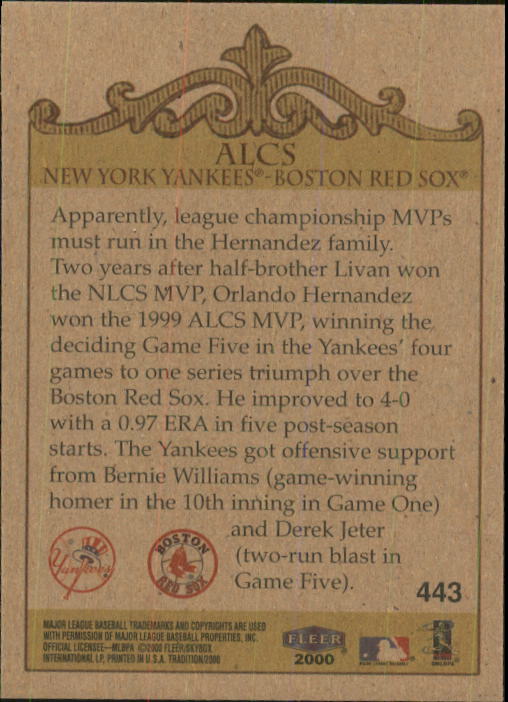 ALCS
NEW YORK YANKEES®-BOSTON RED SOX®
Apparently, league championship MVPs
must run in the Hernandez family.
Two years after half-brother Livan won
the NLCS MVP, Orlando Hernandez
won the 1999 ALCS MVP, winning the
deciding Game Five in the Yankees' four
games to one series triumph over the
Boston Red Sox. He improved to 4-0
with a 0.97 ERA in five post-season
starts. The Yankees got offensive support
from Bernie Williams (game-winning
homer in the 10th inning in Game One)
and Derek Jeter
(two-run blast in
Game Five).
Yankees
BOSTON
RED SOX
443
MAJOR LEAGUE BASEBALL TRADEMARKS AND COPYRIGHTS ARE USED
WITH PERMISSION OF MAJOR LEAGUE BASEBALL PROPERTIES, INC.
OFFICIAL LICENSEE—MLBPA ©2000 FLEER/SKYBOX
INTERNATIONAL LP, PRINTED IN U.S.A. TRADITION/2000
FLEER
2000